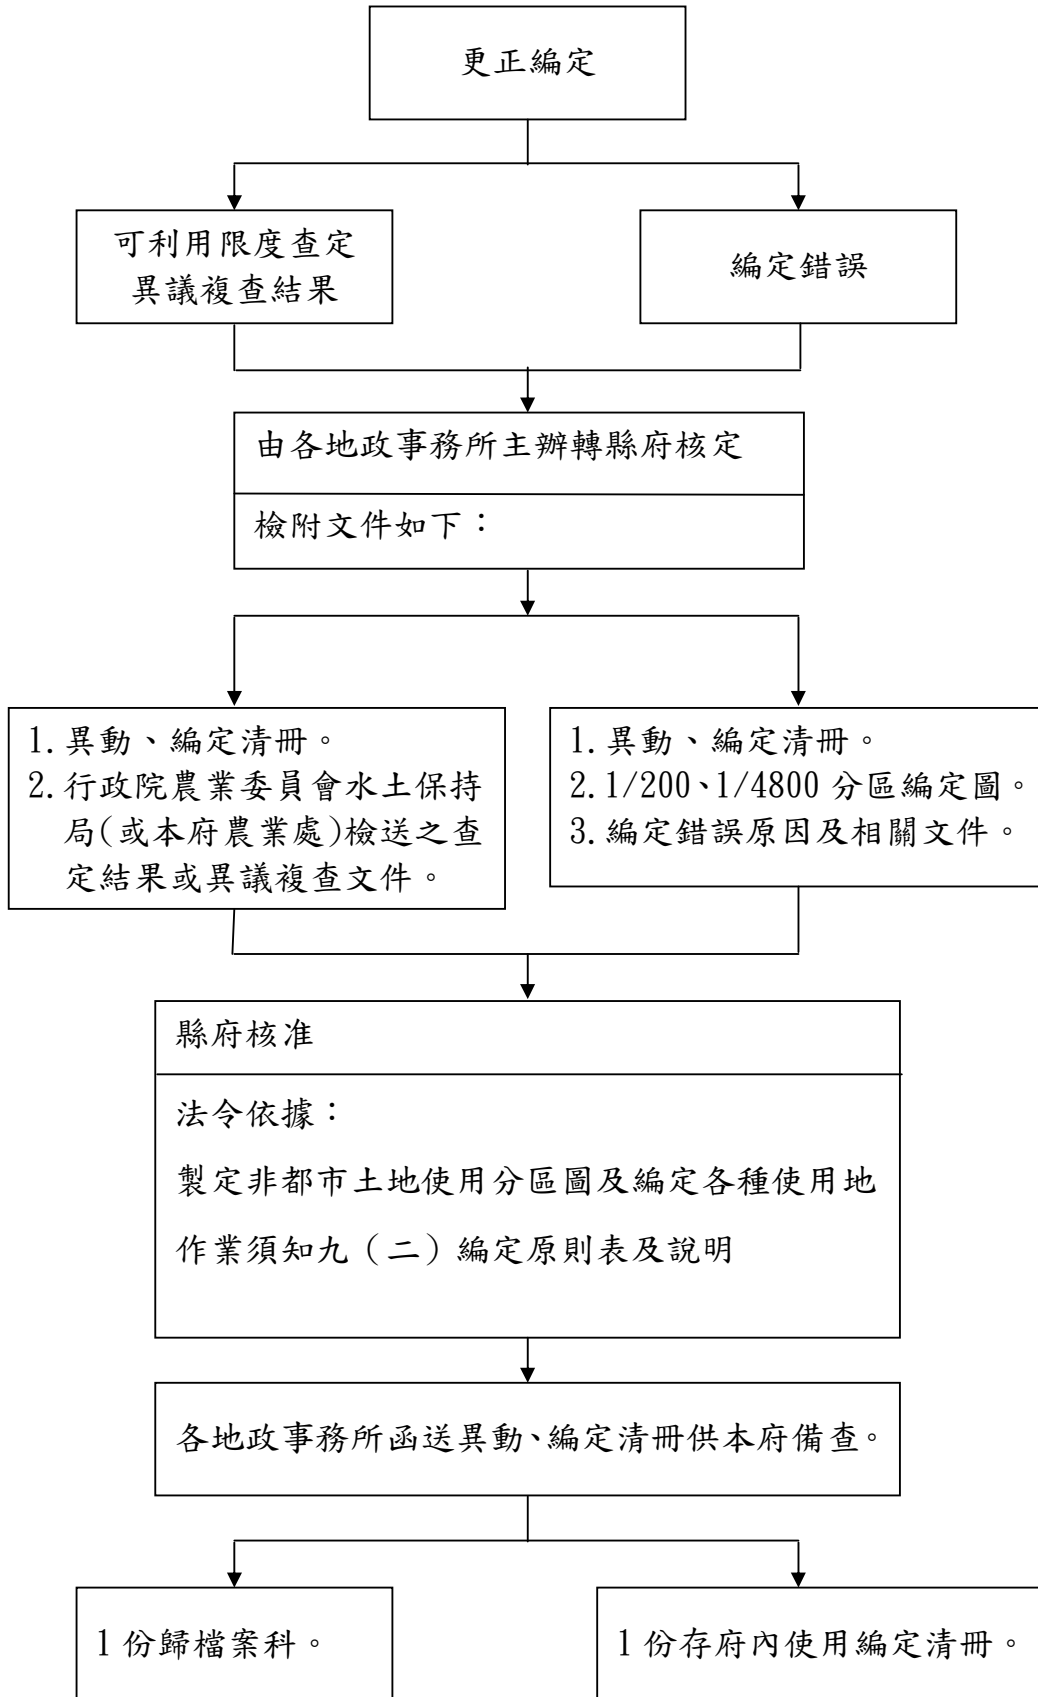 更正編定
可利用限度查定
異議複查結果
編定錯誤
由各地政事務所主辦轉縣府核定
檢附文件如下：
1.異動、編定清冊。
2.行政院農業委員會水土保持
局(或本府農業處)檢送之查
定結果或異議複查文件。
1.異動、編定清冊。
2.1/200、1/4800 分區編定圖。
3.編定錯誤原因及相關文件。
縣府核准
法令依據：
製定非都市土地使用分區圖及編定各種使用地
作業須知九（二）編定原則表及說明
各地政事務所函送異動、編定清冊供本府備查。
1 份歸檔案科。
1 份存府內使用編定清冊。